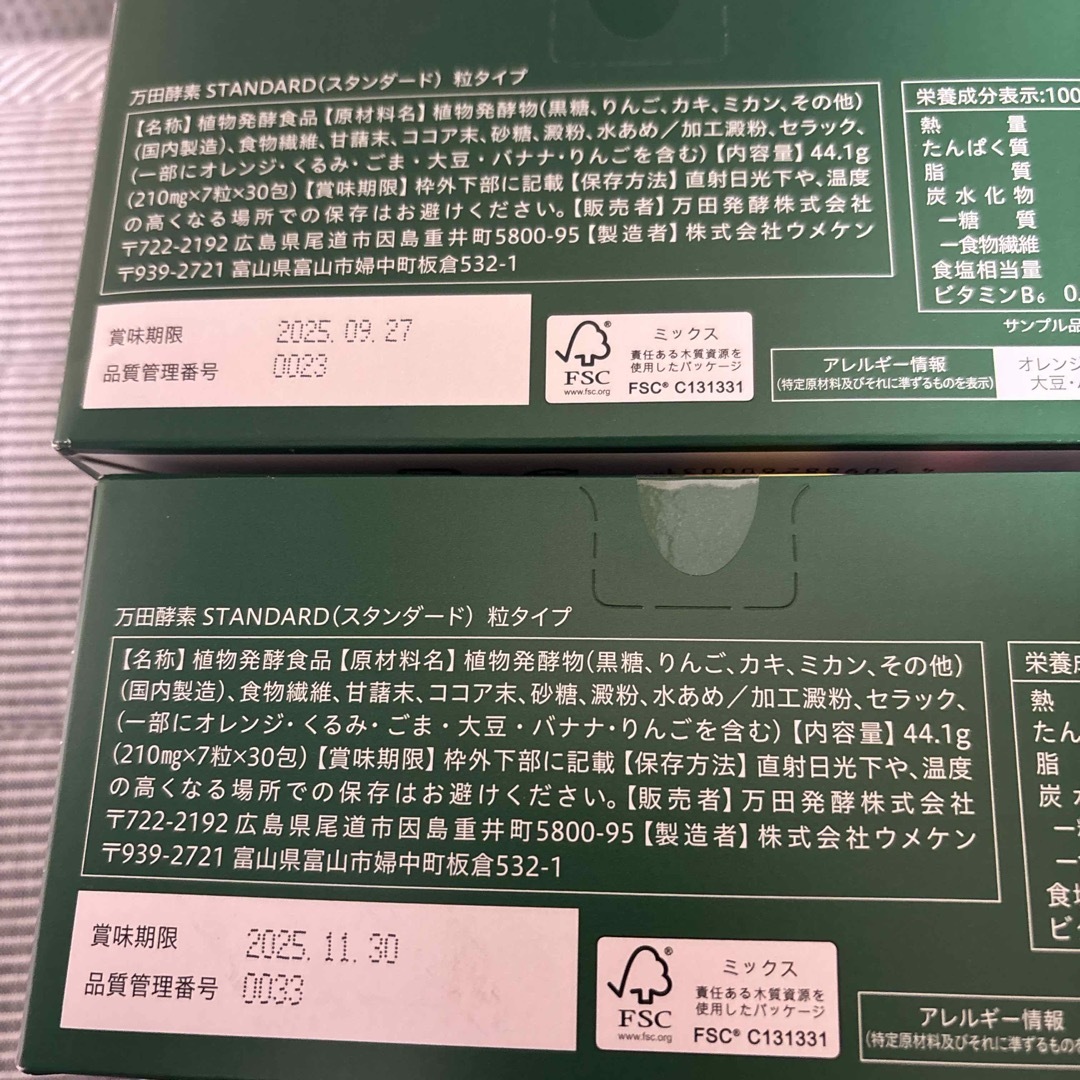 万田酵素 STANDARD(スタンダード) 粒タイプ
【名称】植物発酵食品【原材料名】植物発酵物(黒糖、りんご、カキ、ミカン、その他)
(国内製造)、食物繊維、甘藷末、ココア末、砂糖、澱粉、水あめ/加工澱粉、セラック、
(一部にオレンジ・くるみ・ごま・大豆・バナナ・りんごを含む)【内容量】44.1g
(210mg×7粒×30包)【賞味期限】枠外下部に記載【保存方法】直射日光下や、温度
の高くなる場所での保存はお避けください。【販売者】万田発酵株式会社
〒722-2192 広島県尾道市因島重井町5800-95【製造者】株式会社ウメケン
〒939-2721 富山県富山市婦中町板倉532-1
栄養成分表示:100
熱量
たんぱく質
脂質
炭水化物
―糖質
―食物繊維
食塩相当量
ビタミンB₆ 0.
サンプル品
賞味期限 2025.09.27
品質管理番号 0023
FSC
www.fsc.org
ミックス
責任ある木質資源を
使用したパッケージ
FSC® C131331
アレルギー情報
(特定原材料及びそれに準ずるものを表示)
オレンジ
大豆・
万田酵素 STANDARD(スタンダード) 粒タイプ
【名称】植物発酵食品【原材料名】植物発酵物(黒糖、りんご、カキ、ミカン、その他)
(国内製造)、食物繊維、甘藷末、ココア末、砂糖、澱粉、水あめ/加工澱粉、セラック、
(一部にオレンジ・くるみ・ごま・大豆・バナナ・りんごを含む)【内容量】44.1g
(210mg×7粒×30包)【賞味期限】枠外下部に記載【保存方法】直射日光下や、温度
の高くなる場所での保存はお避けください。【販売者】万田発酵株式会社
〒722-2192 広島県尾道市因島重井町5800-95【製造者】株式会社ウメケン
〒939-2721 富山県富山市婦中町板倉532-1
栄養成
熱
たん
脂
炭水
食塩
ビ
賞味期限 2025.11.30
品質管理番号 0033
FSC
www.fsc.org
ミックス
責任ある木質資源を
使用したパッケージ
FSC® C131331
アレルギー情報
(特定原材料及びそれに準ずるものを